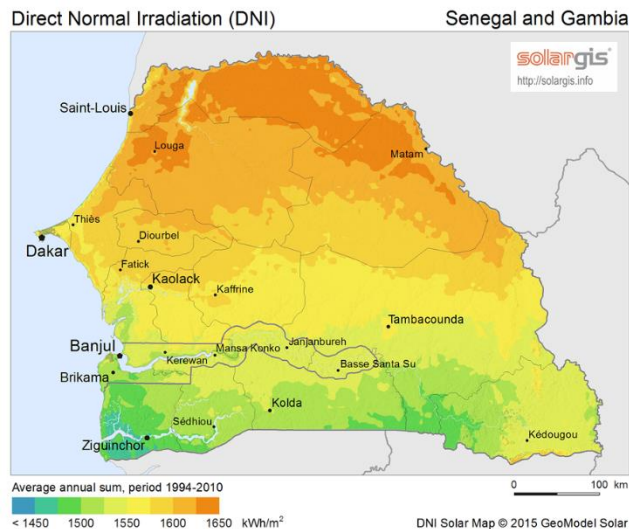 Direct Normal Irradiation (DNI)
Senegal and Gambia
solargis
http://solargis.info
Saint-Louis
Louga
Matam
Thiès
Dakar
Diourbel
Fatick
Kaolack
Kaffrine
Tambacounda
Banjul
Kerewan
Mansa Konko
Janjanbureh
Brikama
Basse Santa Su
Kolda
Sédhiou
Ziguinchor
Kédougou
0 100 km
Average annual sum, period 1994-2010
< 1450 1500 1550 1600 1650 kWh/m²
DNI Solar Map © 2015 GeoModel Solar